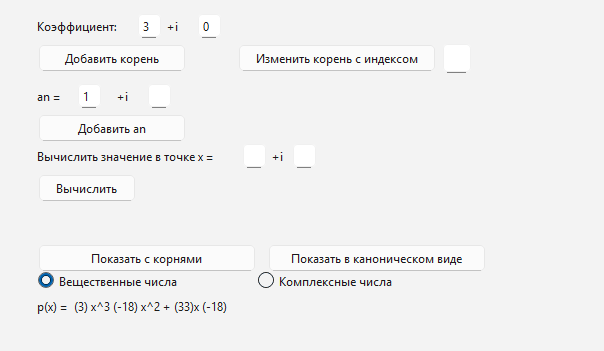 Коэффициент: 3 +i 0
Добавить корень Изменить корень с индексом
an = 1 +i
Добавить an
Вычислить значение в точке x = +i
Вычислить
Показать с корнями Показать в каноническом виде
Вещественные числа Комплексные числа
p(x) = (3) x^3 (-18) x^2 + (33)x (-18)